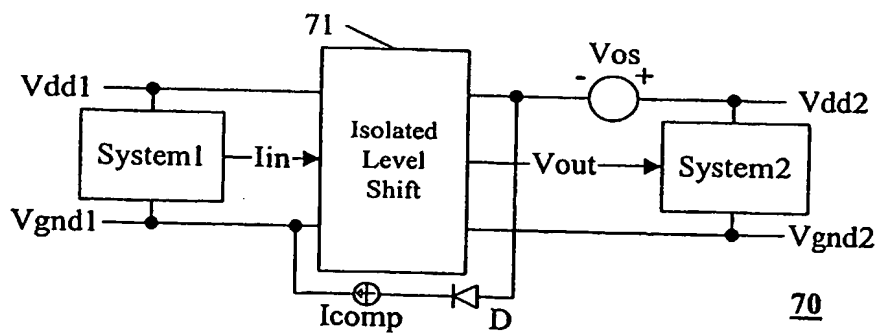 71
Vos
- +
Vdd1
Vdd2
System1
Iin
Isolated
Level
Shift
Vout
System2
Vgnd1
Vgnd2
Icomp
D
70